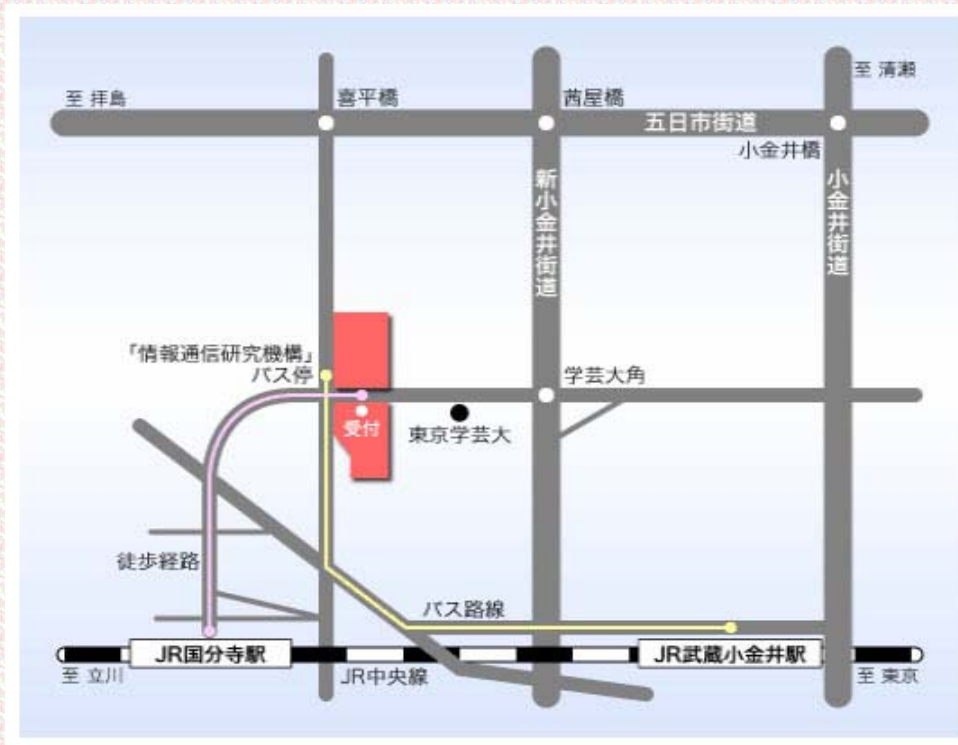 至 清瀬
至 拝島
喜平橋
茜屋橋
五日市街道
小金井橋
新小金井街道
小金井街道
「情報通信研究機構」
バス停
学芸大角
受付
東京学芸大
徒歩経路
バス路線
JR国分寺駅
JR武蔵小金井駅
至 立川
JR中央線
至 東京